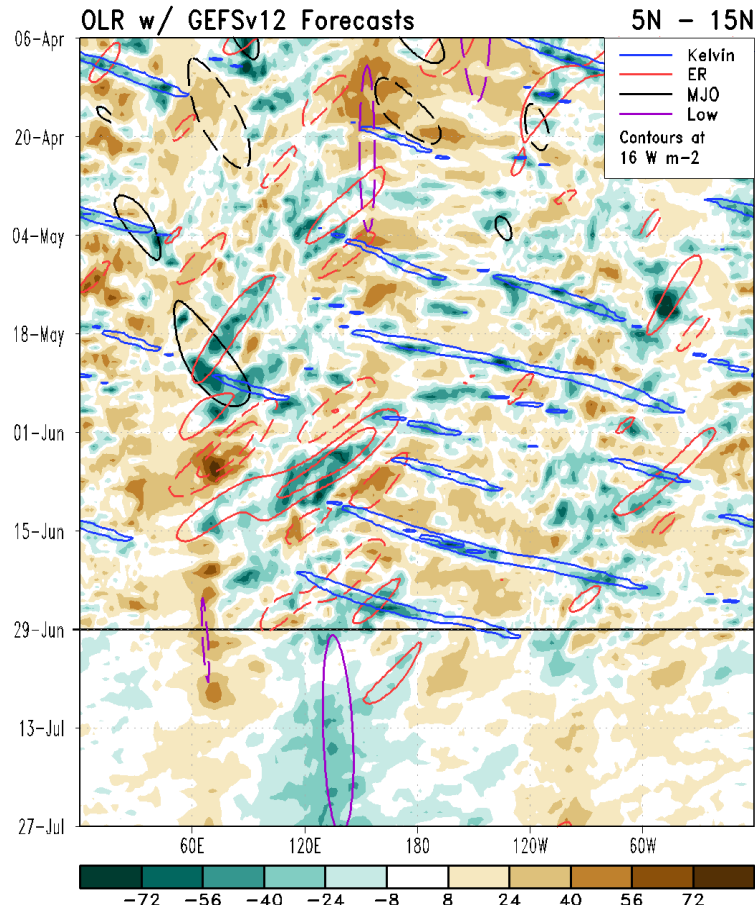 OLR w/ GEFSv12 Forecasts 5N - 15N
06-Apr
20-Apr
04-May
18-May
01-Jun
15-Jun
29-Jun
13-Jul
27-Jul
Kelvin
ER
MJO
Low
Contours at
16 W m-2
60E 120E 180 120W 60W
-72 -56 -40 -24 -8 8 24 40 56 72